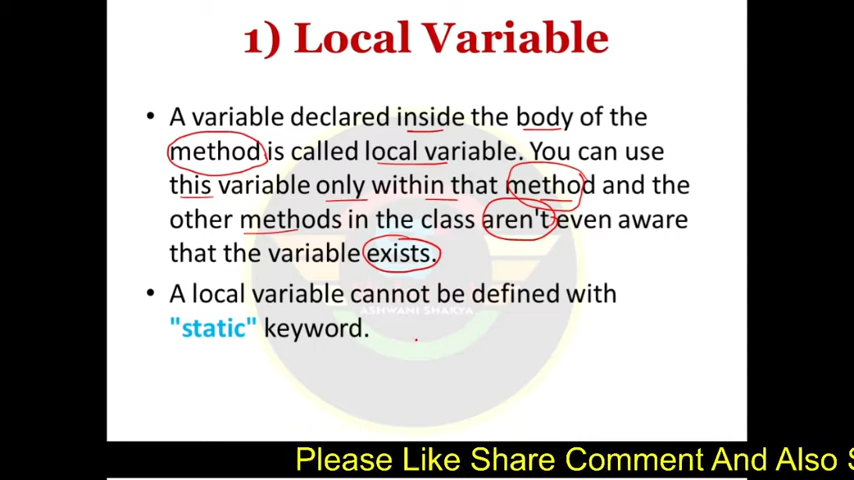 1) Local Variable
• A variable declared inside the body of the
method is called local variable. You can use
this variable only within that method and the
other methods in the class aren't even aware
that the variable exists.
• A local variable cannot be defined with
"static" keyword.
ASHWANI SHAKYA
Please Like Share Comment And Also S